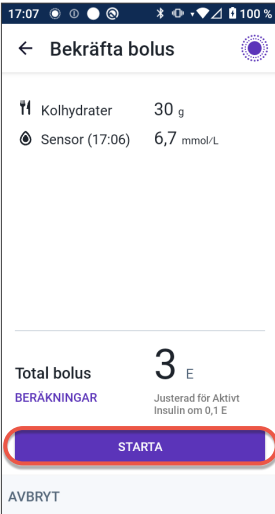 17:07 100 %
Bekräfta bolus
Kolhydrater 30 g
Sensor (17:06) 6,7 mmol/L
Total bolus 3 E
BERÄKNINGAR Justerad för Aktivt
Insulin om 0,1 E
STARTA
AVBRYT